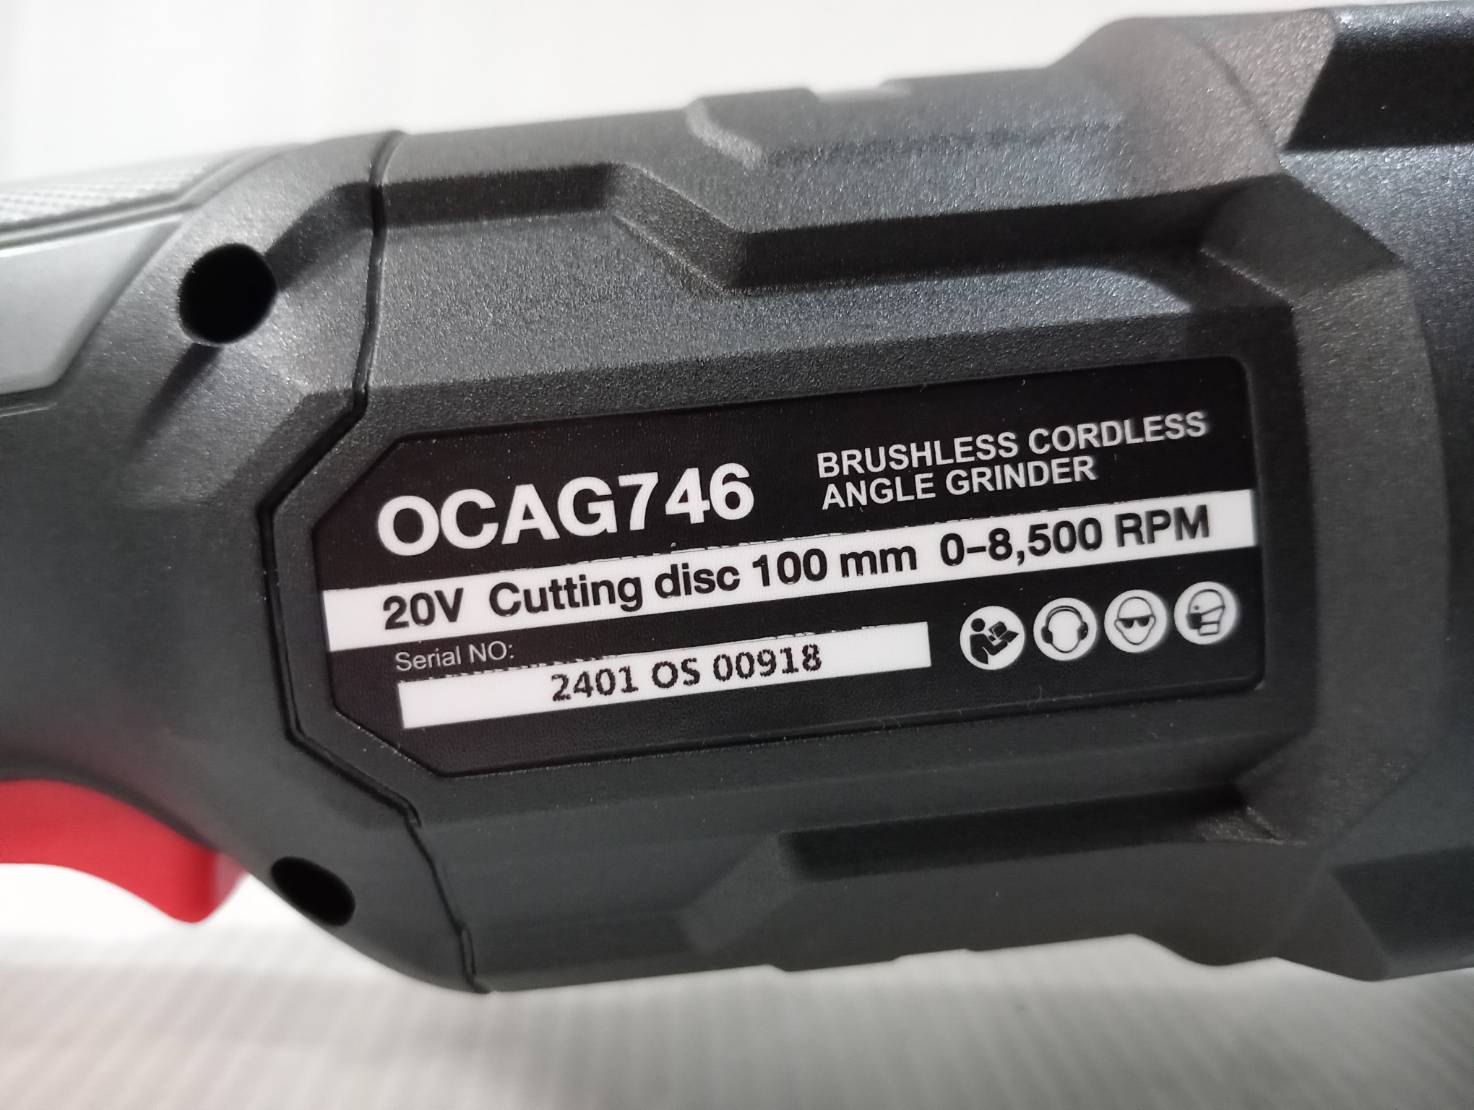 OCAG746
BRUSHLESS CORDLESS
ANGLE GRINDER
20V Cutting disc 100 mm 0-8,500 RPM
Serial NO:
2401 OS 00918